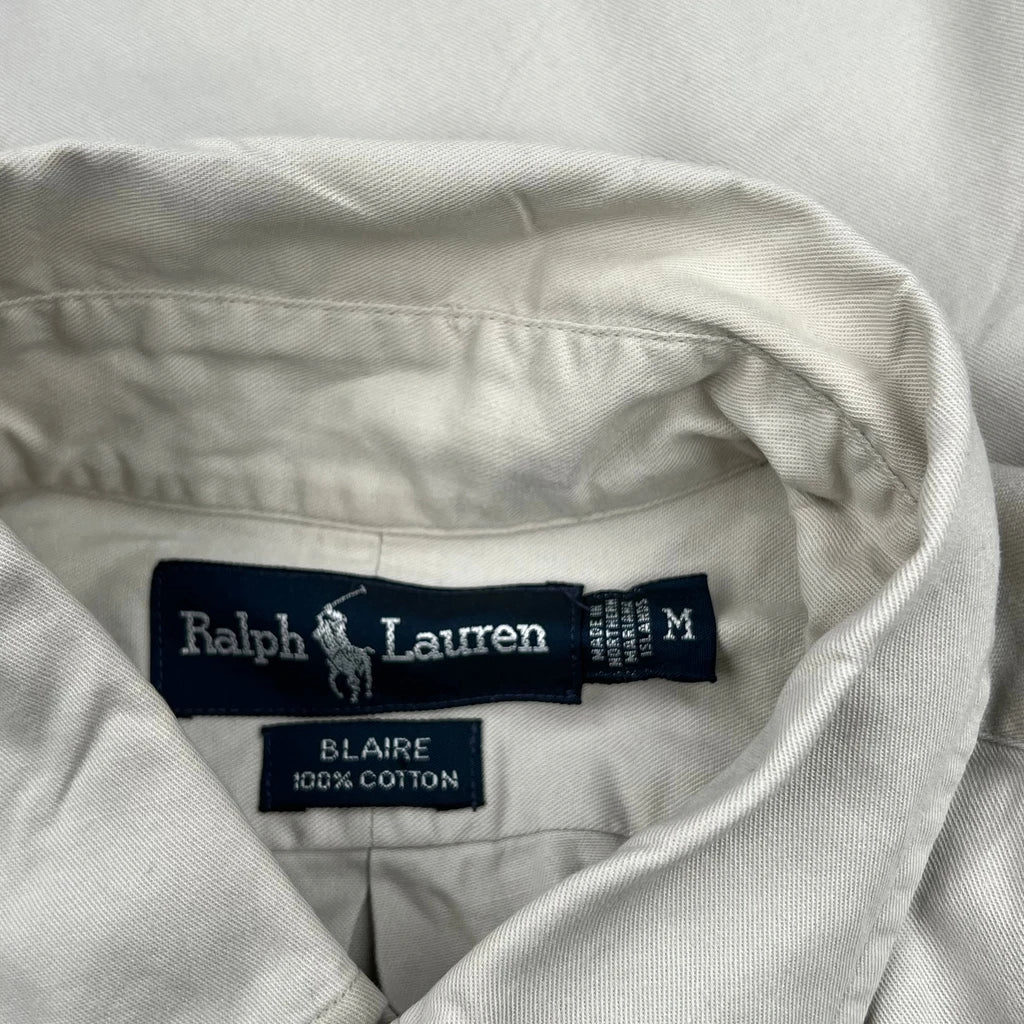 Ralph Lauren
MADE IN
NORTHERN
MARIANA
ISLANDS
M
BLAIRE
100% COTTON